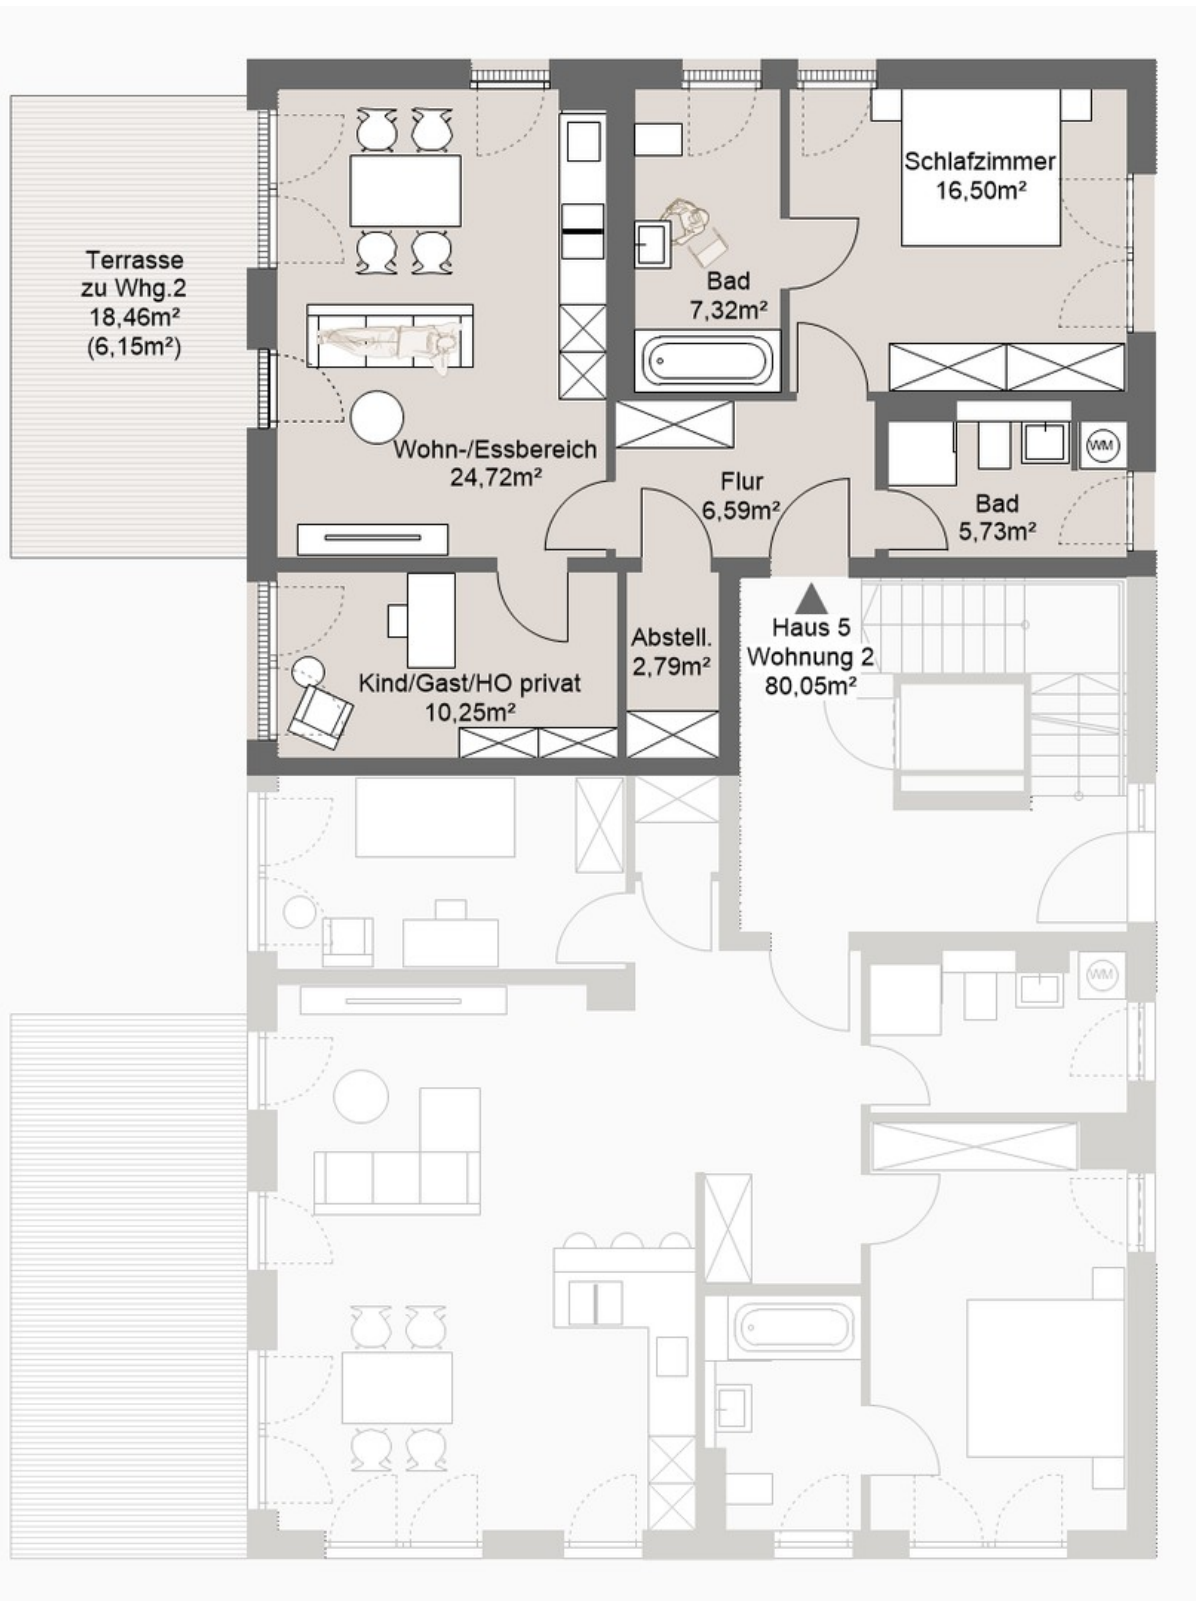 Schlafzimmer
16,50m²
Terrasse
zu Whg.2
18,46m²
(6,15m²)
Bad
7,32m²
Wohn-/Essbereich
24,72m²
Flur
6,59m²
WM
Bad
5,73m²
Kind/Gast/HO privat
10,25m²
Abstell.
2,79m²
Haus 5
Wohnung 2
80,05m²
WM